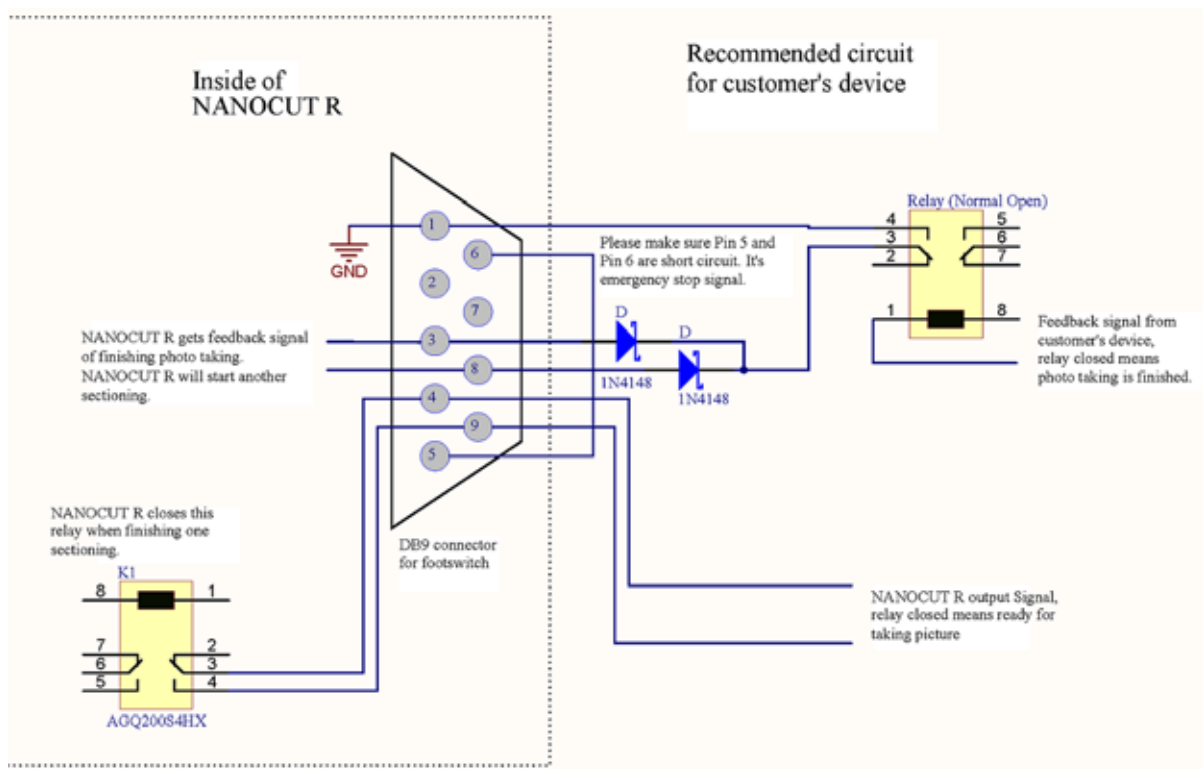 Inside of
NANOCUT R
Recommended circuit
for customer's device
Relay (Normal Open)
4
5
3
6
2
7
1
8
GND
1
6
2
7
3
8
4
9
5
Please make sure Pin 5 and
Pin 6 are short circuit. It's
emergency stop signal.
D
D
1N4148
1N4148
NANOCUT R gets feedback signal
of finishing photo taking.
NANOCUT R will start another
sectioning.
Feedback signal from
customer's device,
relay closed means
photo taking is finished.
NANOCUT R closes this
relay when finishing one
sectioning.
DB9 connector
for footswitch
K1
8
1
7
2
6
3
5
4
AGQ200S4HX
NANOCUT R output Signal,
relay closed means ready for
taking picture